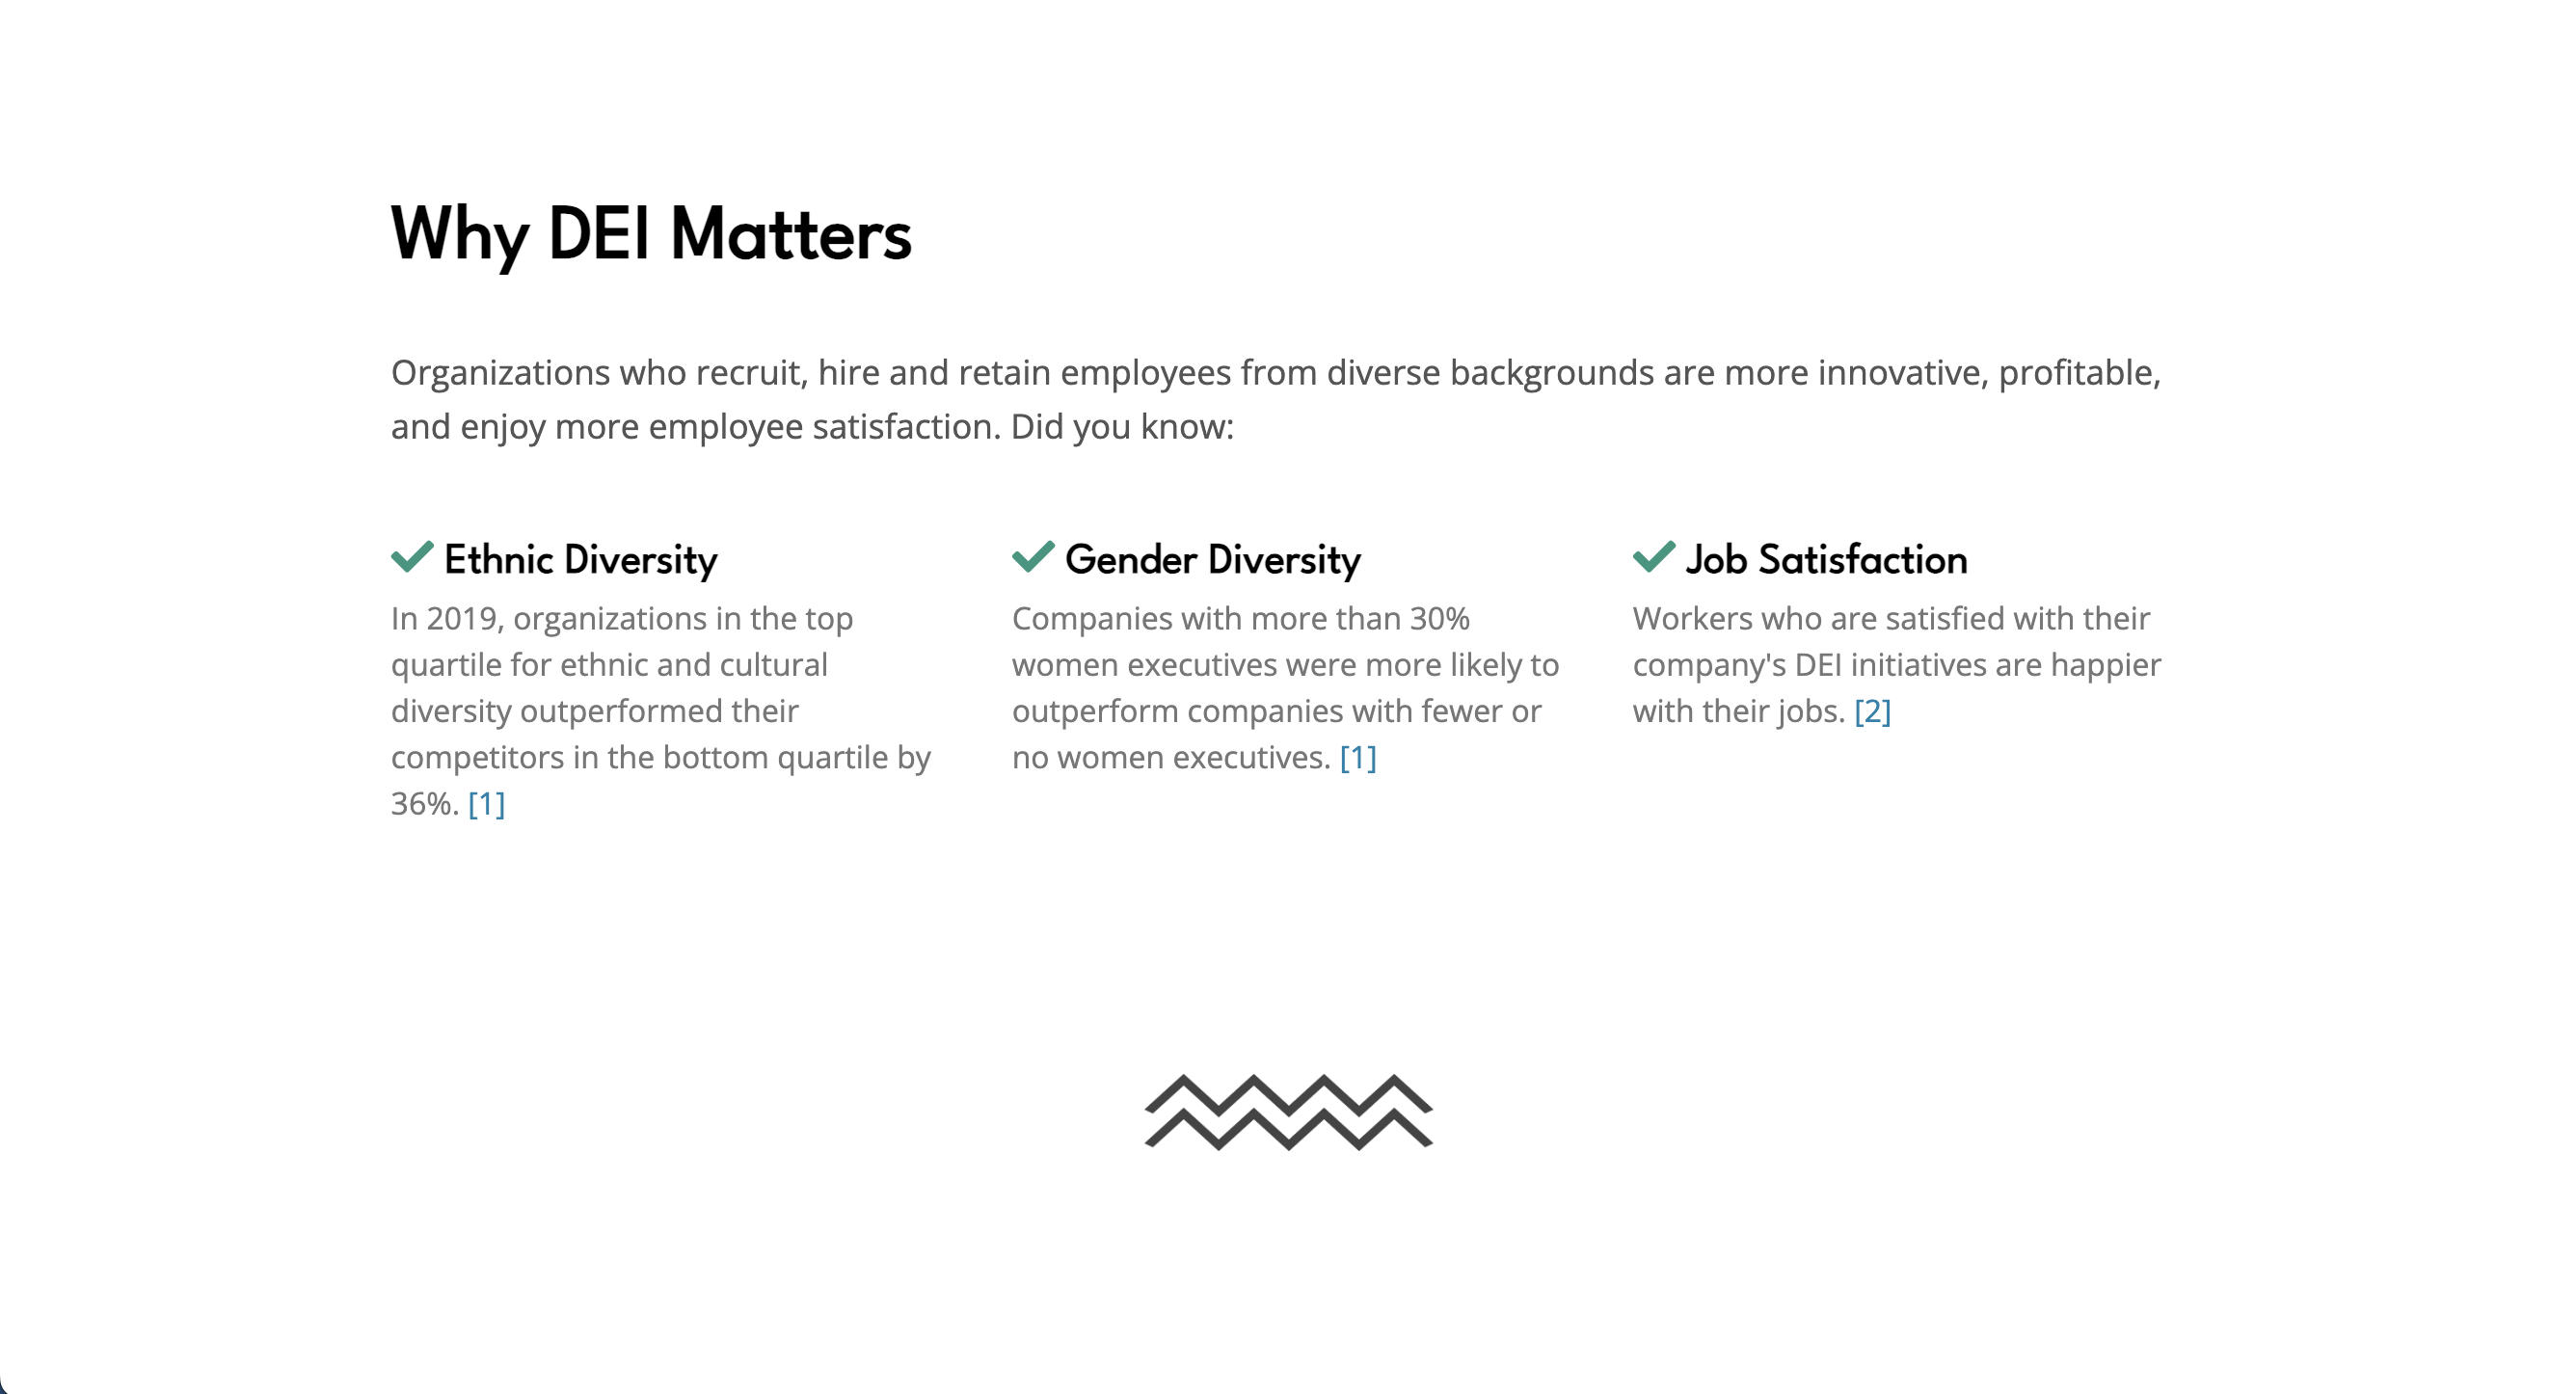 Why DEI Matters
Organizations who recruit, hire and retain employees from diverse backgrounds are more innovative, profitable,
and enjoy more employee satisfaction. Did you know:
Ethnic Diversity
In 2019, organizations in the top
quartile for ethnic and cultural
diversity outperformed their
competitors in the bottom quartile by
36%. [1]
Gender Diversity
Companies with more than 30%
women executives were more likely to
outperform companies with fewer or
no women executives. [1]
Job Satisfaction
Workers who are satisfied with their
company's DEI initiatives are happier
with their jobs. [2]